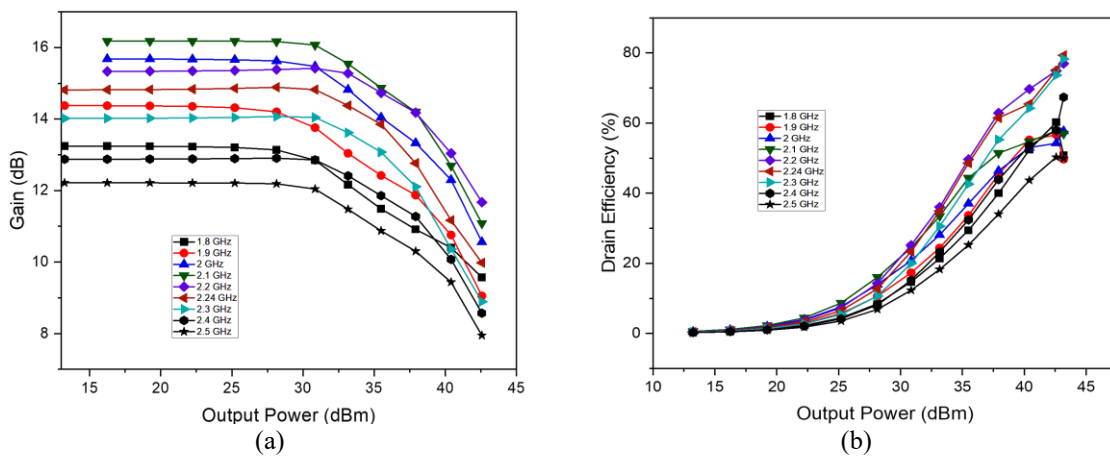 16
14
12
10
8
Gain (dB)
1.8 GHz
1.9 GHz
2 GHz
2.1 GHz
2.2 GHz
2.24 GHz
2.3 GHz
2.4 GHz
2.5 GHz
15 20 25 30 35 40 45
Output Power (dBm)
(a)
80
60
40
20
0
Drain Efficiency (%)
1.8 GHz
1.9 GHz
2 GHz
2.1 GHz
2.2 GHz
2.24 GHz
2.3 GHz
2.4 GHz
2.5 GHz
10 15 20 25 30 35 40 45
Output Power (dBm)
(b)